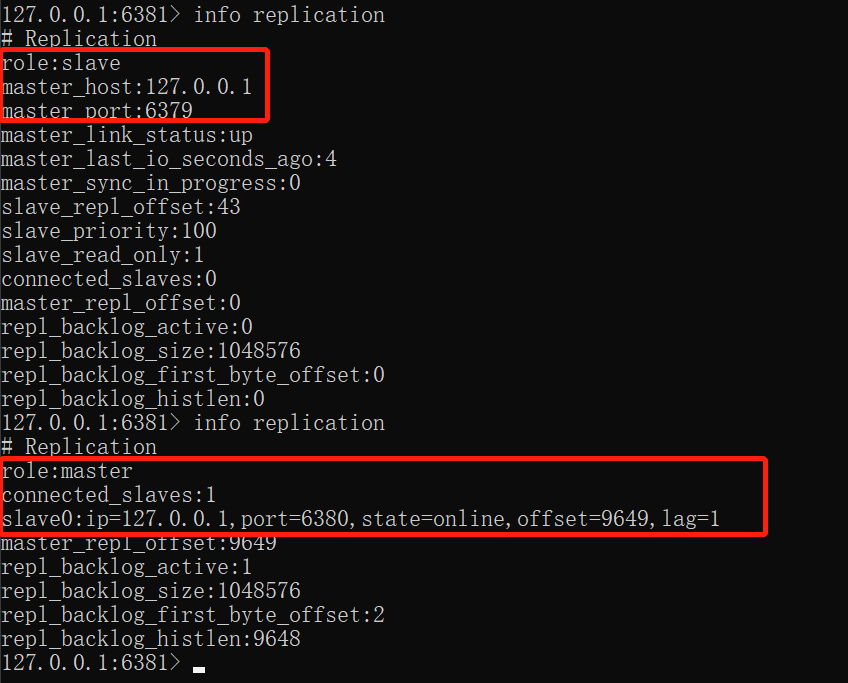 127.0.0.1:6381> info replication
# Replication
role:slave
master_host:127.0.0.1
master_port:6379
master_link_status:up
master_last_io_seconds_ago:4
master_sync_in_progress:0
slave_repl_offset:43
slave_priority:100
slave_read_only:1
connected_slaves:0
master_repl_offset:0
repl_backlog_active:0
repl_backlog_size:1048576
repl_backlog_first_byte_offset:0
repl_backlog_histlen:0
127.0.0.1:6381> info replication
# Replication
role:master
connected_slaves:1
slave0:ip=127.0.0.1,port=6380,state=online,offset=9649,lag=1
master_repl_offset:9649
repl_backlog_active:1
repl_backlog_size:1048576
repl_backlog_first_byte_offset:2
repl_backlog_histlen:9648
127.0.0.1:6381>